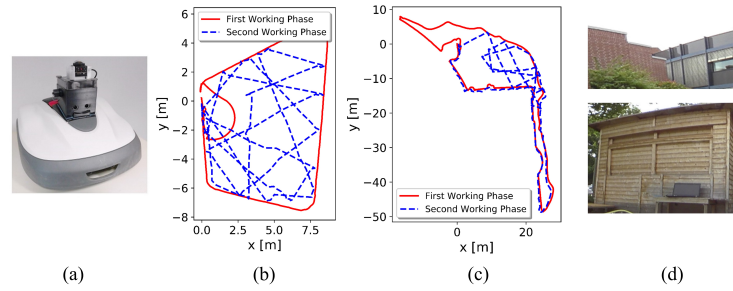 First Working Phase
Second Working Phase
6
4
2
0
−2
−4
−6
−8
y [m]
0.0 2.5 5.0 7.5
x [m]
10
0
−10
−20
−30
−40
−50
y [m]
First Working Phase
Second Working Phase
0 20
x [m]
(a) (b) (c) (d)